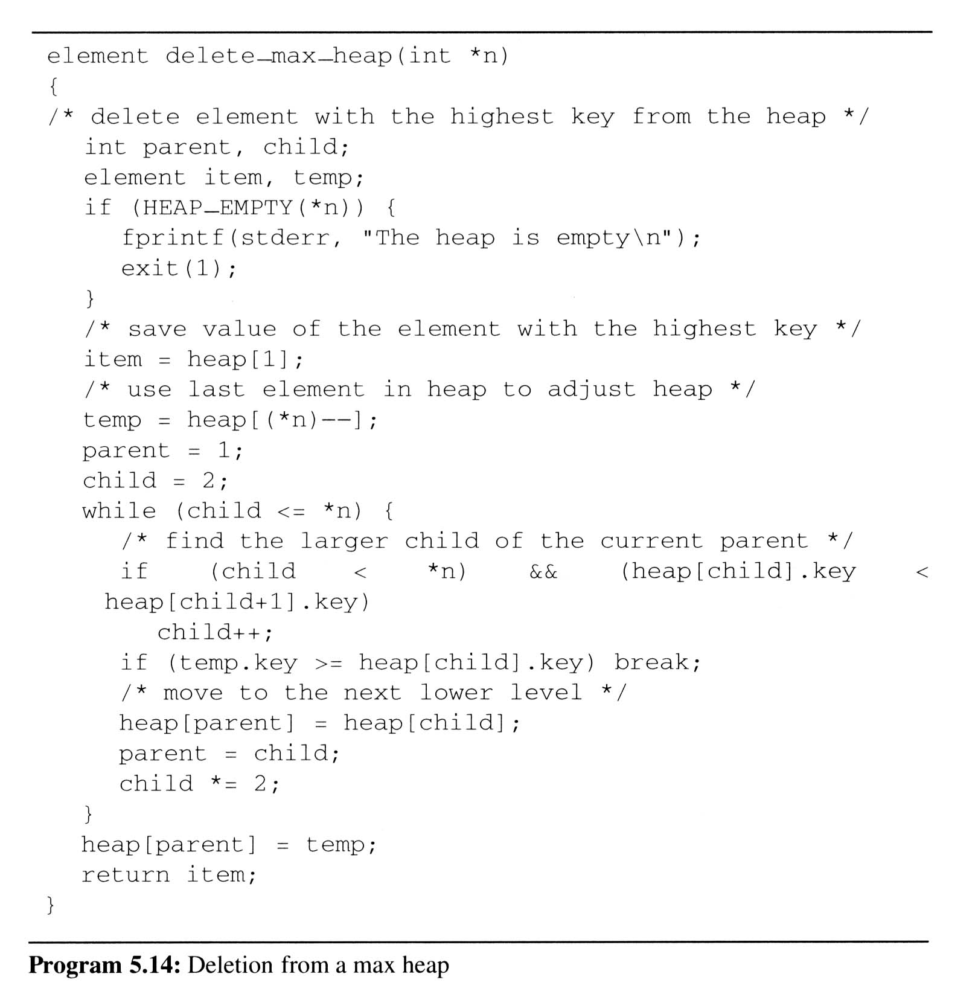 element delete_max_heap(int *n)
{
/* delete element with the highest key from the heap */
int parent, child;
element item, temp;
if (HEAP_EMPTY(*n)) {
fprintf(stderr, "The heap is empty\n");
exit(1);
}
/* save value of the element with the highest key */
item = heap[1];
/* use last element in heap to adjust heap */
temp = heap[(*n)--];
parent = 1;
child = 2;
while (child <= *n) {
/* find the larger child of the current parent */
if (child < *n) && (heap[child].key <
heap[child+1].key)
child++;
if (temp.key >= heap[child].key) break;
/* move to the next lower level */
heap[parent] = heap[child];
parent = child;
child *= 2;
}
heap[parent] = temp;
return item;
}
Program 5.14: Deletion from a max heap